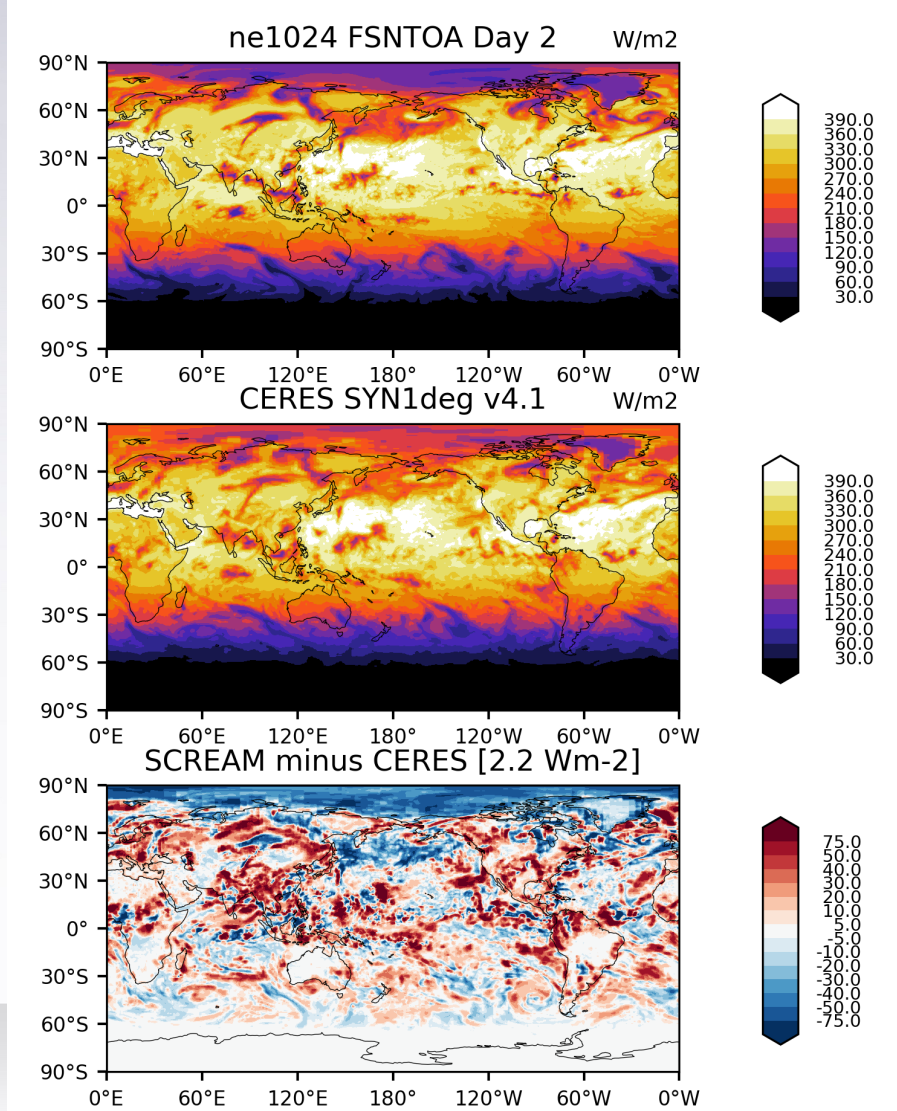 ne1024 FSNTOA Day 2 W/m2
90°N
60°N
30°N
0°
30°S
60°S
90°S
0°E 60°E 120°E 180° 120°W 60°W 0°W
390.0
360.0
330.0
300.0
270.0
240.0
210.0
180.0
150.0
120.0
90.0
60.0
30.0
CERES SYN1deg v4.1 W/m2
90°N
60°N
30°N
0°
30°S
60°S
90°S
0°E 60°E 120°E 180° 120°W 60°W 0°W
390.0
360.0
330.0
300.0
270.0
240.0
210.0
180.0
150.0
120.0
90.0
60.0
30.0
SCREAM minus CERES [2.2 Wm-2]
90°N
60°N
30°N
0°
30°S
60°S
90°S
0°E 60°E 120°E 180° 120°W 60°W 0°W
75.0
50.0
40.0
30.0
20.0
10.0
5.0
-5.0
-10.0
-20.0
-30.0
-40.0
-50.0
-75.0